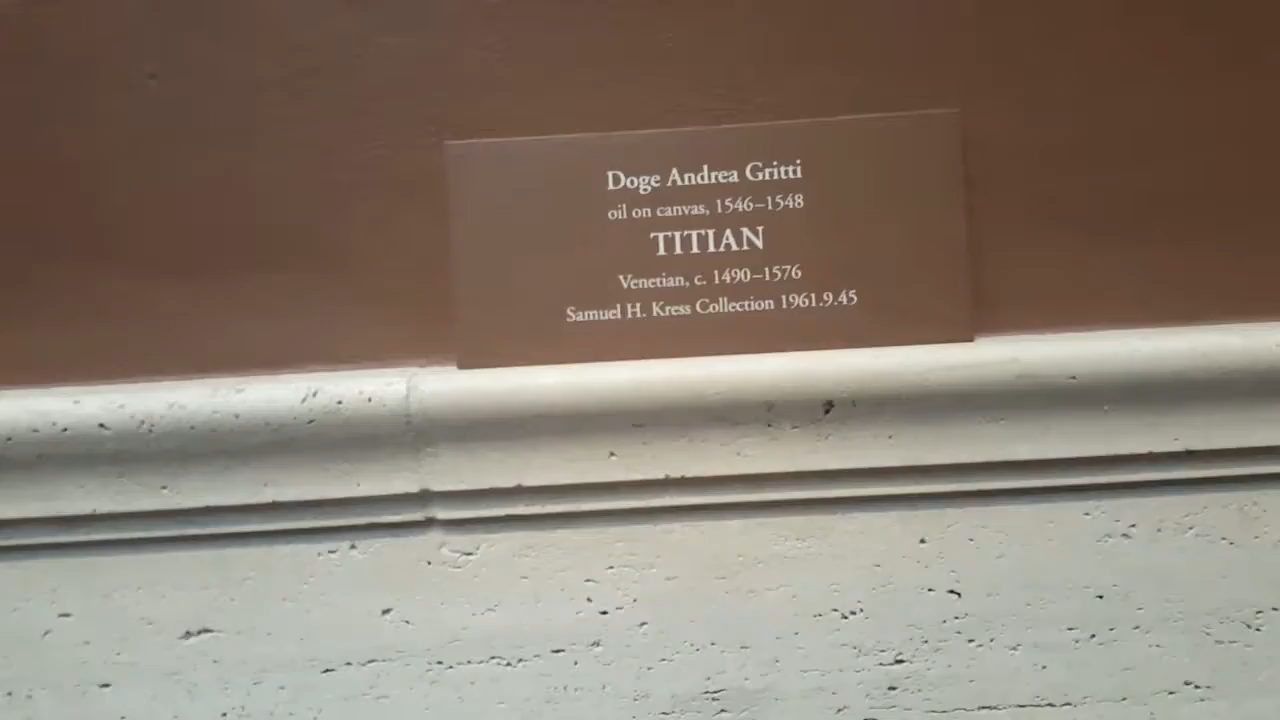 Doge Andrea Gritti
oil on canvas, 1546–1548
TITIAN
Venetian, c. 1490–1576
Samuel H. Kress Collection 1961.9.45